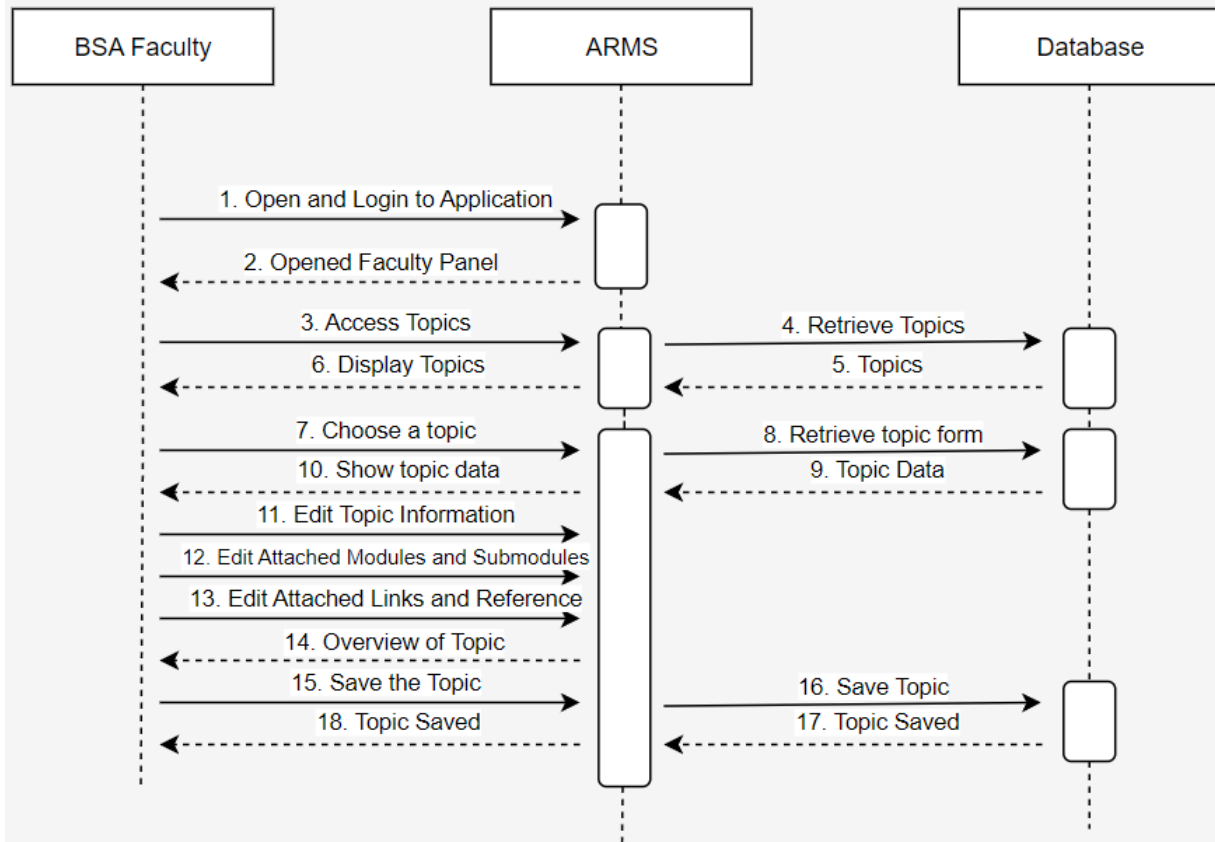 BSA Faculty
ARMS
Database
1. Open and Login to Application
2. Opened Faculty Panel
3. Access Topics
4. Retrieve Topics
6. Display Topics
5. Topics
7. Choose a topic
8. Retrieve topic form
10. Show topic data
9. Topic Data
11. Edit Topic Information
12. Edit Attached Modules and Submodules
13. Edit Attached Links and Reference
14. Overview of Topic
15. Save the Topic
16. Save Topic
18. Topic Saved
17. Topic Saved